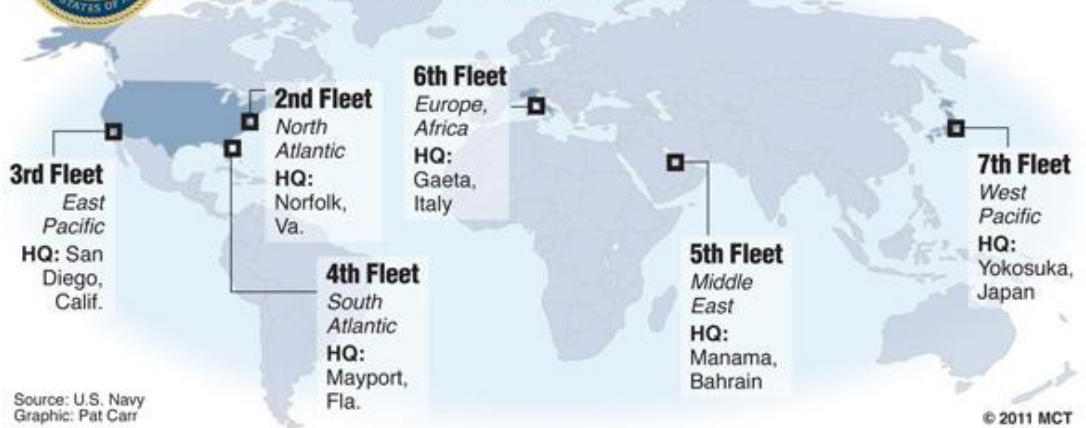 STATES OF
6th Fleet
Europe,
Africa
HQ:
Gaeta,
Italy
2nd Fleet
North
Atlantic
HQ:
Norfolk,
Va.
3rd Fleet
East
Pacific
HQ: San
Diego,
Calif.
4th Fleet
South
Atlantic
HQ:
Mayport,
Fla.
5th Fleet
Middle
East
HQ:
Manama,
Bahrain
7th Fleet
West
Pacific
HQ:
Yokosuka,
Japan
Source: U.S. Navy
Graphic: Pat Carr
© 2011 MCT